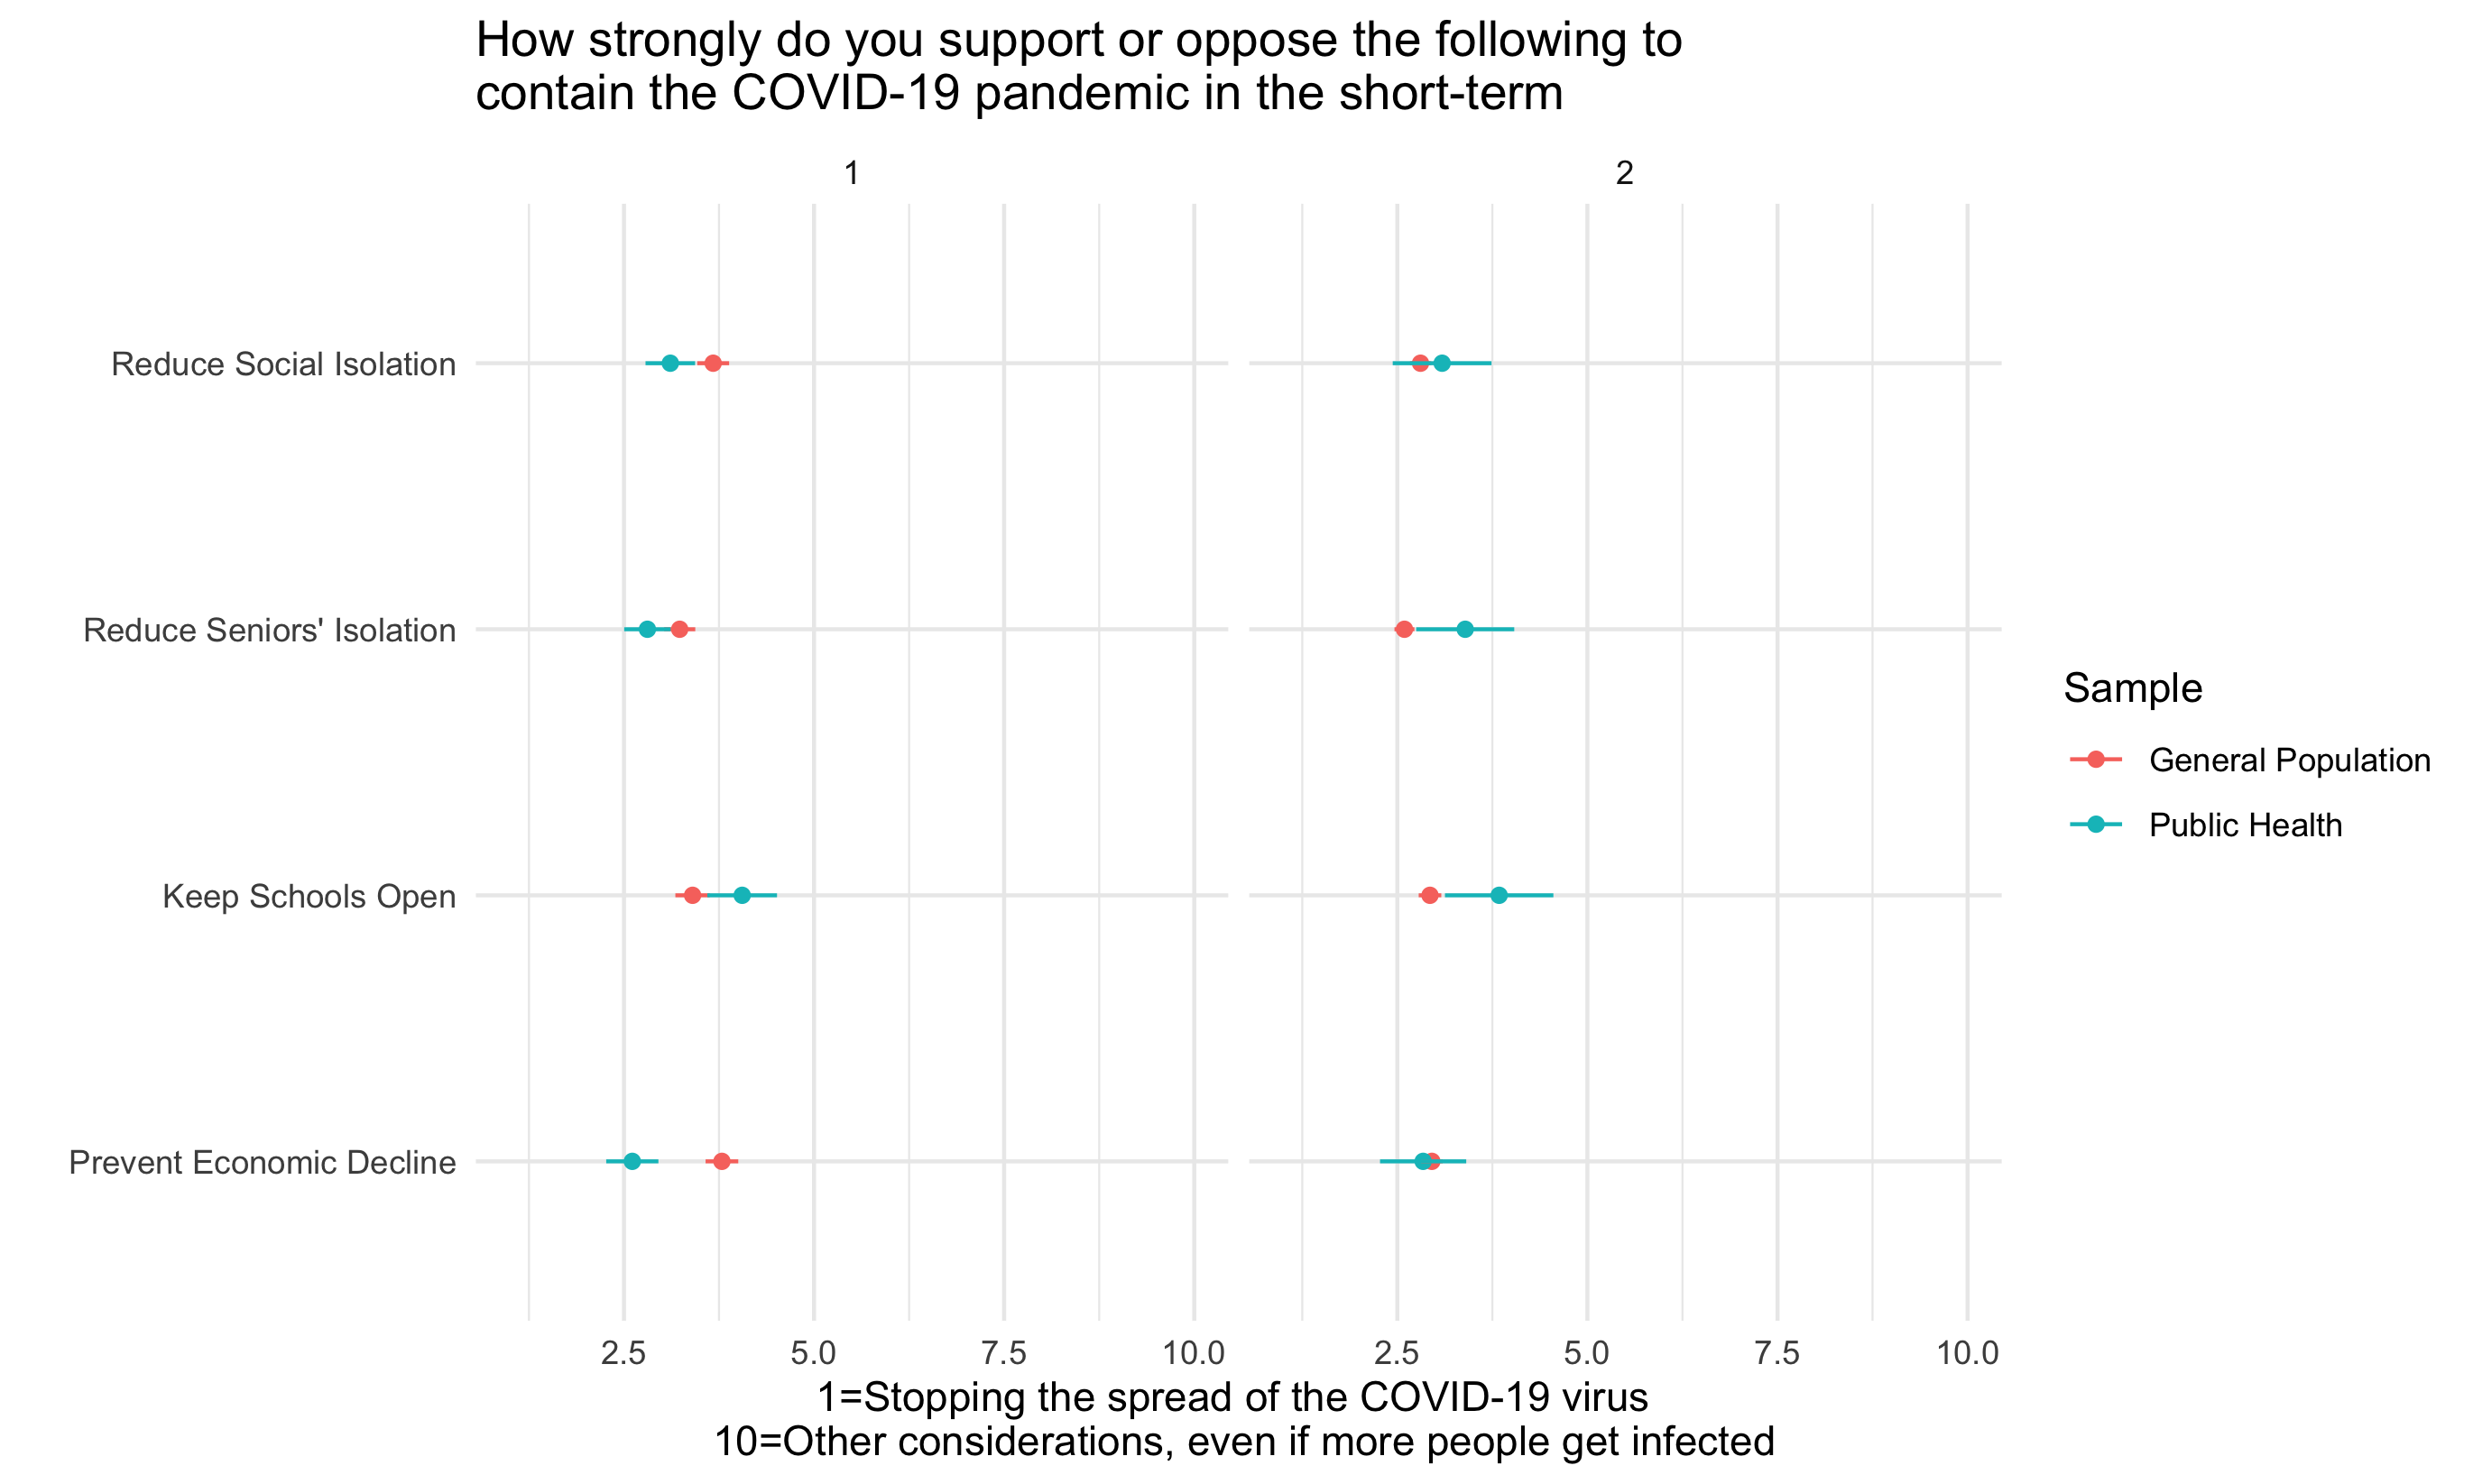 How strongly do you support or oppose the following to
contain the COVID-19 pandemic in the short-term
1
2
Reduce Social Isolation
Reduce Seniors' Isolation
Keep Schools Open
Prevent Economic Decline
2.5 5.0 7.5 10.0
2.5 5.0 7.5 10.0
1=Stopping the spread of the COVID-19 virus
10=Other considerations, even if more people get infected
Sample
General Population
Public Health